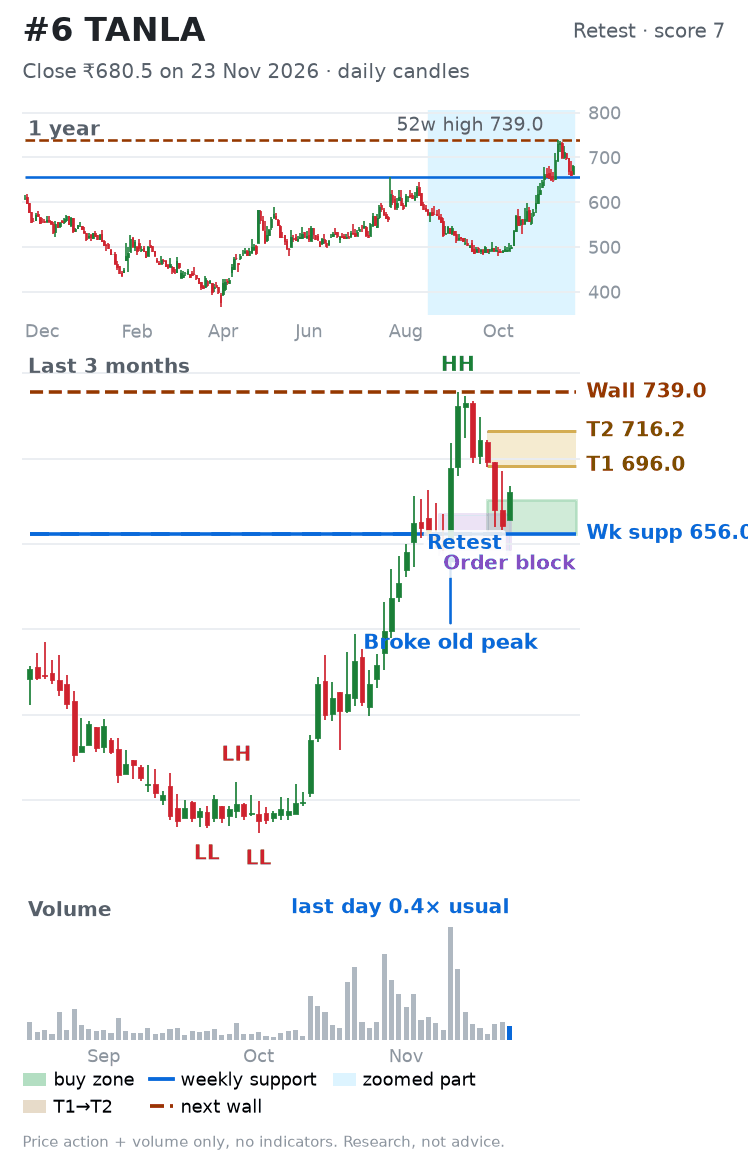 #6 TANLA
Retest · score 7
Close ₹680.5 on 23 Nov 2026 · daily candles
1 year
52w high 739.0
800
700
600
500
400
Dec Feb Apr Jun Aug Oct
Last 3 months
HH
Wall 739.0
T2 716.2
T1 696.0
Wk supp 656.0
Retest
Order block
Broke old peak
LH
LL
LL
Volume
last day 0.4× usual
Sep Oct Nov
buy zone weekly support zoomed part
T1→T2 next wall
Price action + volume only, no indicators. Research, not advice.